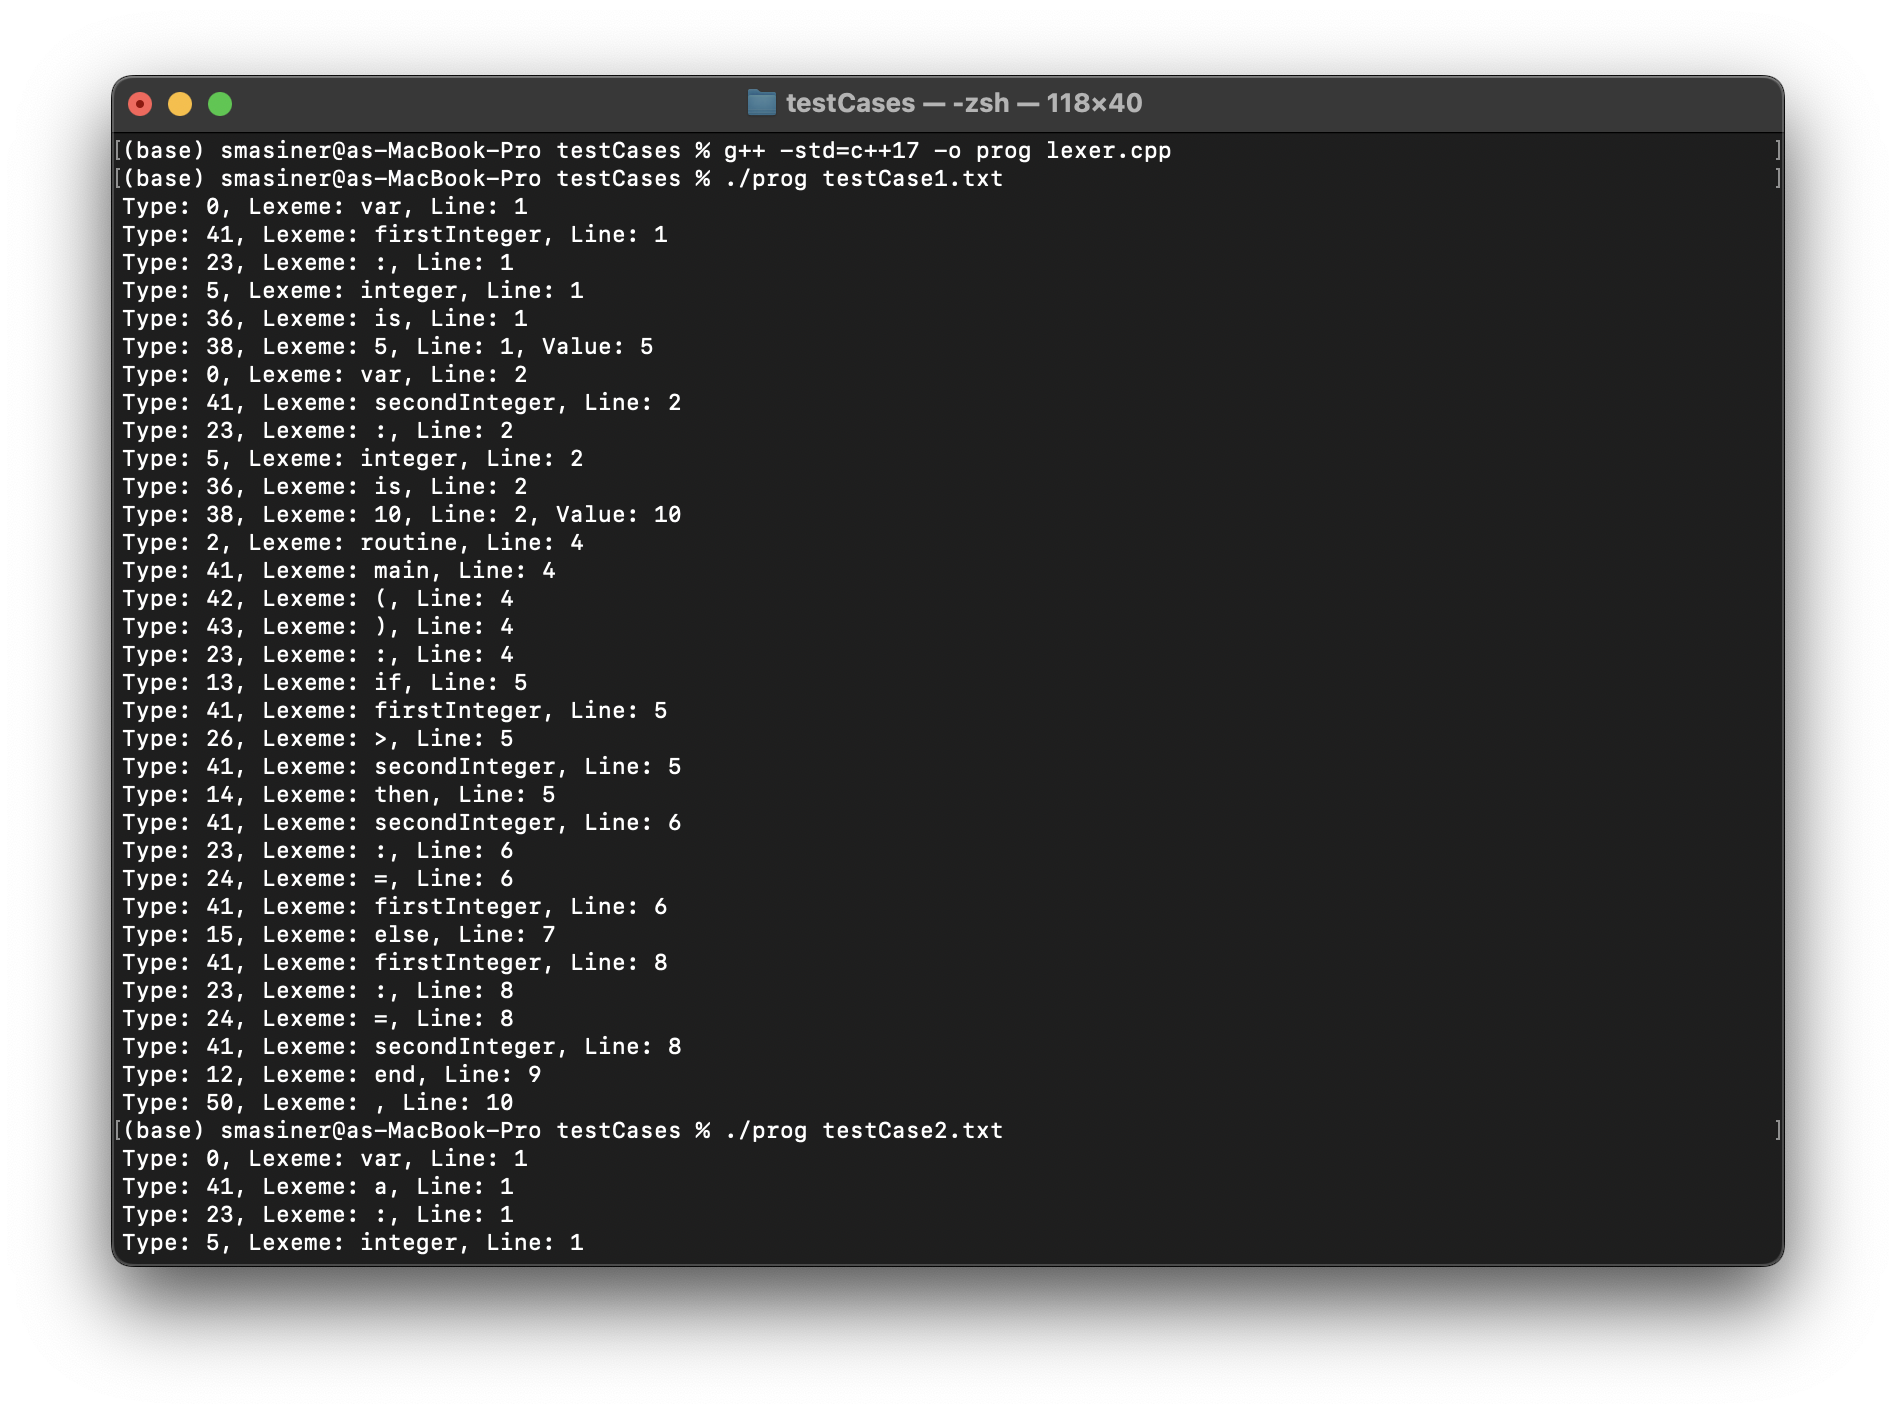 testCases — -zsh — 118×40
[(base) smasiner@as-MacBook-Pro testCases % g++ -std=c++17 -o prog lexer.cpp ]
[(base) smasiner@as-MacBook-Pro testCases % ./prog testCase1.txt ]
Type: 0, Lexeme: var, Line: 1
Type: 41, Lexeme: firstInteger, Line: 1
Type: 23, Lexeme: :, Line: 1
Type: 5, Lexeme: integer, Line: 1
Type: 36, Lexeme: is, Line: 1
Type: 38, Lexeme: 5, Line: 1, Value: 5
Type: 0, Lexeme: var, Line: 2
Type: 41, Lexeme: secondInteger, Line: 2
Type: 23, Lexeme: :, Line: 2
Type: 5, Lexeme: integer, Line: 2
Type: 36, Lexeme: is, Line: 2
Type: 38, Lexeme: 10, Line: 2, Value: 10
Type: 2, Lexeme: routine, Line: 4
Type: 41, Lexeme: main, Line: 4
Type: 42, Lexeme: (, Line: 4
Type: 43, Lexeme: ), Line: 4
Type: 23, Lexeme: :, Line: 4
Type: 13, Lexeme: if, Line: 5
Type: 41, Lexeme: firstInteger, Line: 5
Type: 26, Lexeme: >, Line: 5
Type: 41, Lexeme: secondInteger, Line: 5
Type: 14, Lexeme: then, Line: 5
Type: 41, Lexeme: secondInteger, Line: 6
Type: 23, Lexeme: :, Line: 6
Type: 24, Lexeme: =, Line: 6
Type: 41, Lexeme: firstInteger, Line: 6
Type: 15, Lexeme: else, Line: 7
Type: 41, Lexeme: firstInteger, Line: 8
Type: 23, Lexeme: :, Line: 8
Type: 24, Lexeme: =, Line: 8
Type: 41, Lexeme: secondInteger, Line: 8
Type: 12, Lexeme: end, Line: 9
Type: 50, Lexeme: , Line: 10
[(base) smasiner@as-MacBook-Pro testCases % ./prog testCase2.txt ]
Type: 0, Lexeme: var, Line: 1
Type: 41, Lexeme: a, Line: 1
Type: 23, Lexeme: :, Line: 1
Type: 5, Lexeme: integer, Line: 1